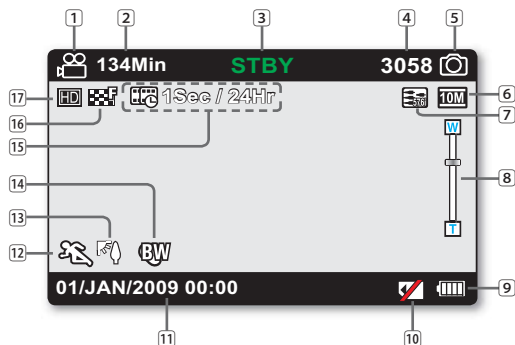 1 2 3 4 5
134Min STBY 3058
17 HD F 1Sec / 24Hr SF 10M 6
16 7
15 W
14 8
13 T
12 BW
01/JAN/2009 00:00 9
11 10